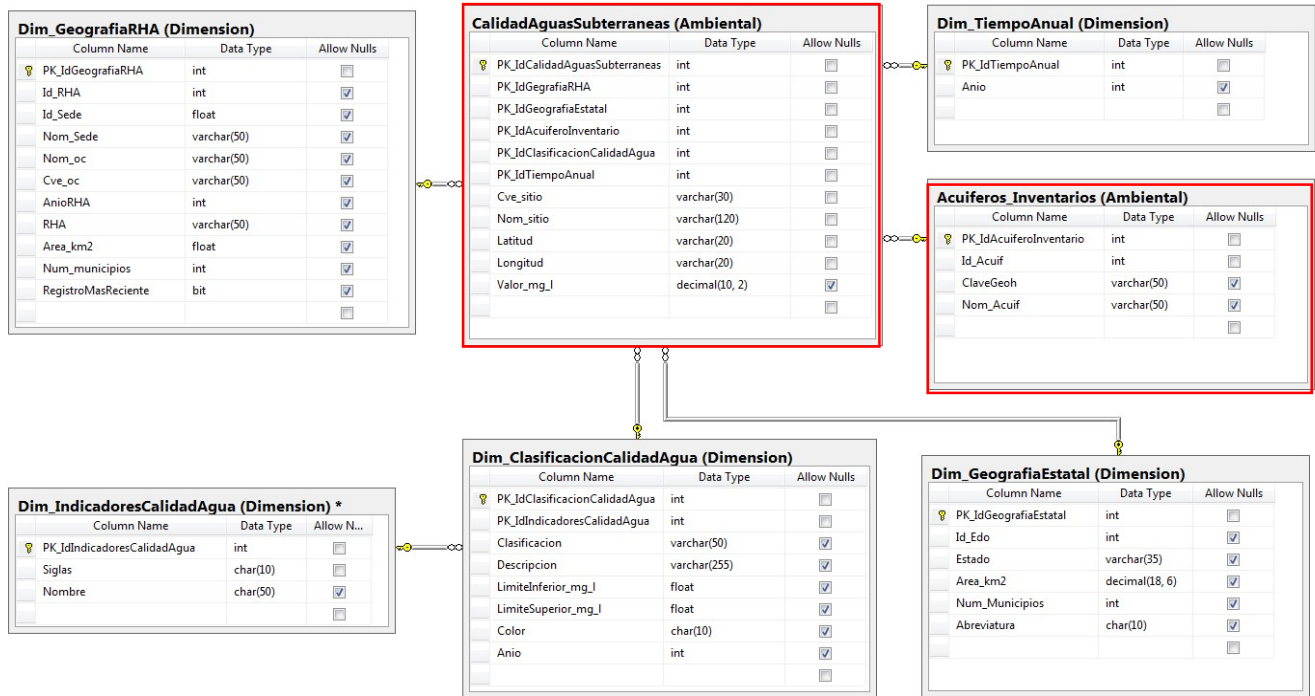 Dim_GeografiaRHA (Dimension)
Column Name Data Type Allow Nulls
PK_IdGeografiaRHA int
Id_RHA int
Id_Sede float
Nom_Sede varchar(50)
Nom_oc varchar(50)
Cve_oc varchar(50)
AnioRHA int
RHA varchar(50)
Area_km2 float
Num_municipios int
RegistroMasReciente bit
CalidadAguasSubterraneas (Ambiental)
Column Name Data Type Allow Nulls
PK_IdCalidadAguasSubterraneas int
PK_IdGegrafiaRHA int
PK_IdGeografiaEstatal int
PK_IdAcuiferoInventario int
PK_IdClasificacionCalidadAgua int
PK_IdTiempoAnual int
Cve_sitio varchar(30)
Nom_sitio varchar(120)
Latitud varchar(20)
Longitud varchar(20)
Valor_mg_l decimal(10, 2)
Dim_TiempoAnual (Dimension)
Column Name Data Type Allow Nulls
PK_IdTiempoAnual int
Anio int
Acuiferos_Inventarios (Ambiental)
Column Name Data Type Allow Nulls
PK_IdAcuiferoInventario int
Id_Acuif int
ClaveGeoh varchar(50)
Nom_Acuif varchar(50)
Dim_IndicadoresCalidadAgua (Dimension) *
Column Name Data Type Allow N...
PK_IdIndicadoresCalidadAgua int
Siglas char(10)
Nombre char(50)
Dim_ClasificacionCalidadAgua (Dimension)
Column Name Data Type Allow Nulls
PK_IdClasificacionCalidadAgua int
PK_IdIndicadoresCalidadAgua int
Clasificacion varchar(50)
Descripcion varchar(255)
LimiteInferior_mg_l float
LimiteSuperior_mg_l float
Color char(10)
Anio int
Dim_GeografiaEstatal (Dimension)
Column Name Data Type Allow Nulls
PK_IdGeografiaEstatal int
Id_Edo int
Estado varchar(35)
Area_km2 decimal(18, 6)
Num_Municipios int
Abreviatura char(10)